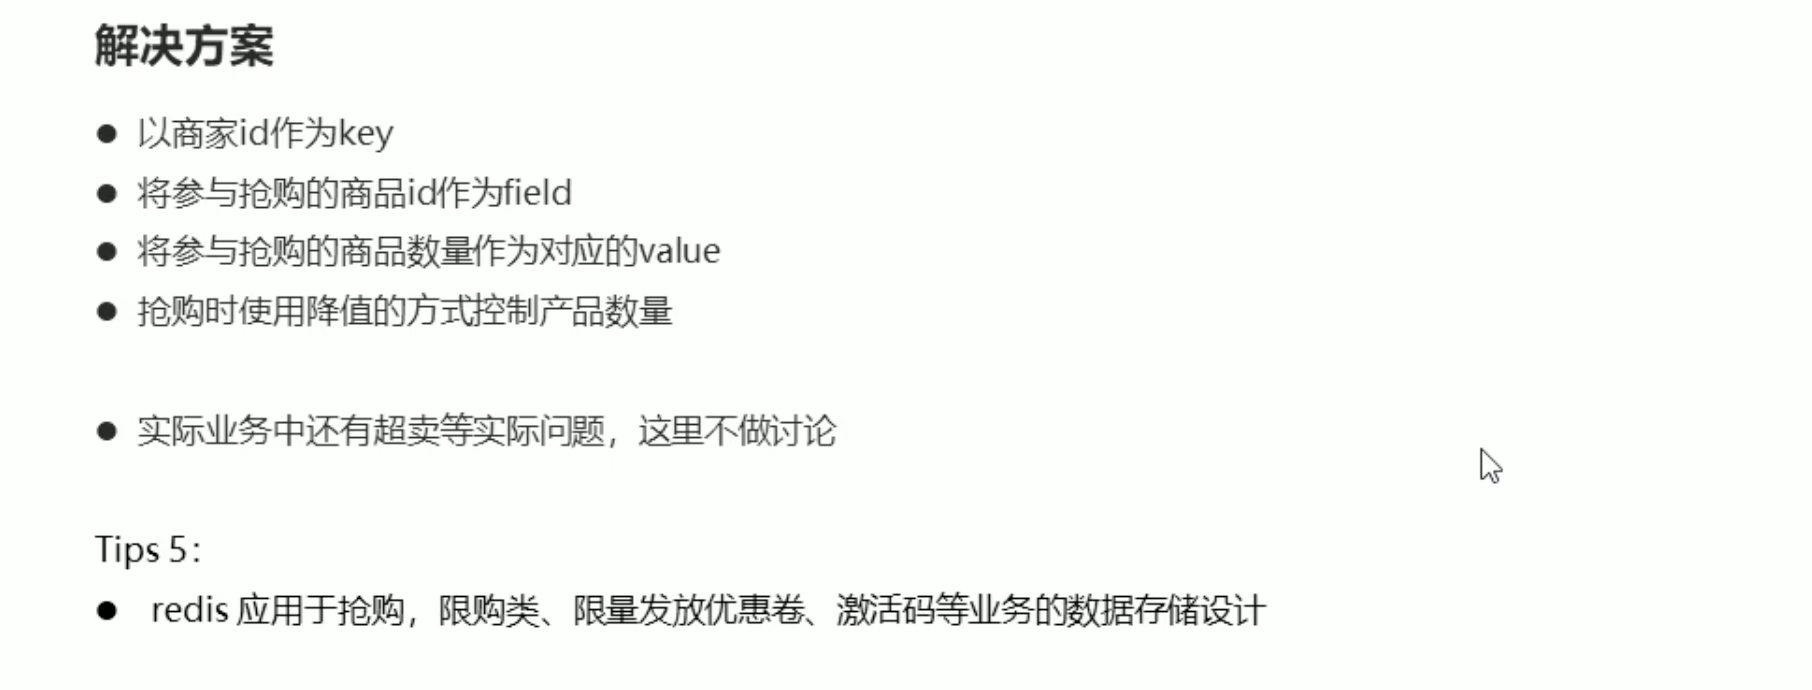 解决方案
● 以商家id作为key
● 将参与抢购的商品id作为field
● 将参与抢购的商品数量作为对应的value
● 抢购时使用降值的方式控制产品数量
● 实际业务中还有超卖等实际问题，这里不做讨论
Tips 5：
● redis 应用于抢购，限购类、限量发放优惠卷、激活码等业务的数据存储设计